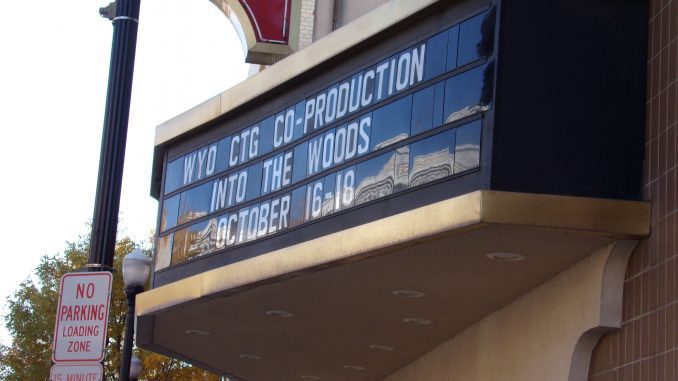 WYO CTG CO-PRODUCTION
INTO THE WOODS
OCTOBER 16-18
NO
PARKING
LOADING
ZONE
15 MINUTE